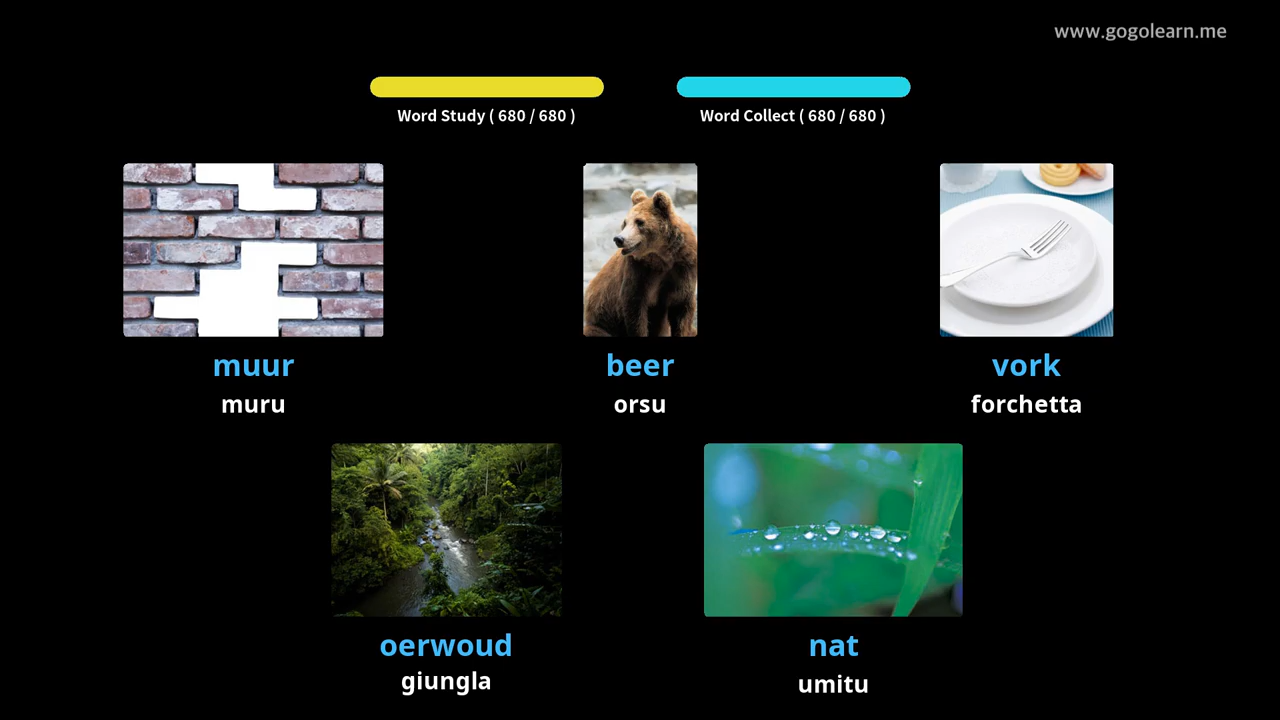 www.gogolearn.me
Word Study ( 680 / 680 )
Word Collect ( 680 / 680 )
muur
muru
beer
orsu
vork
forchetta
oerwoud
giungla
nat
umitu